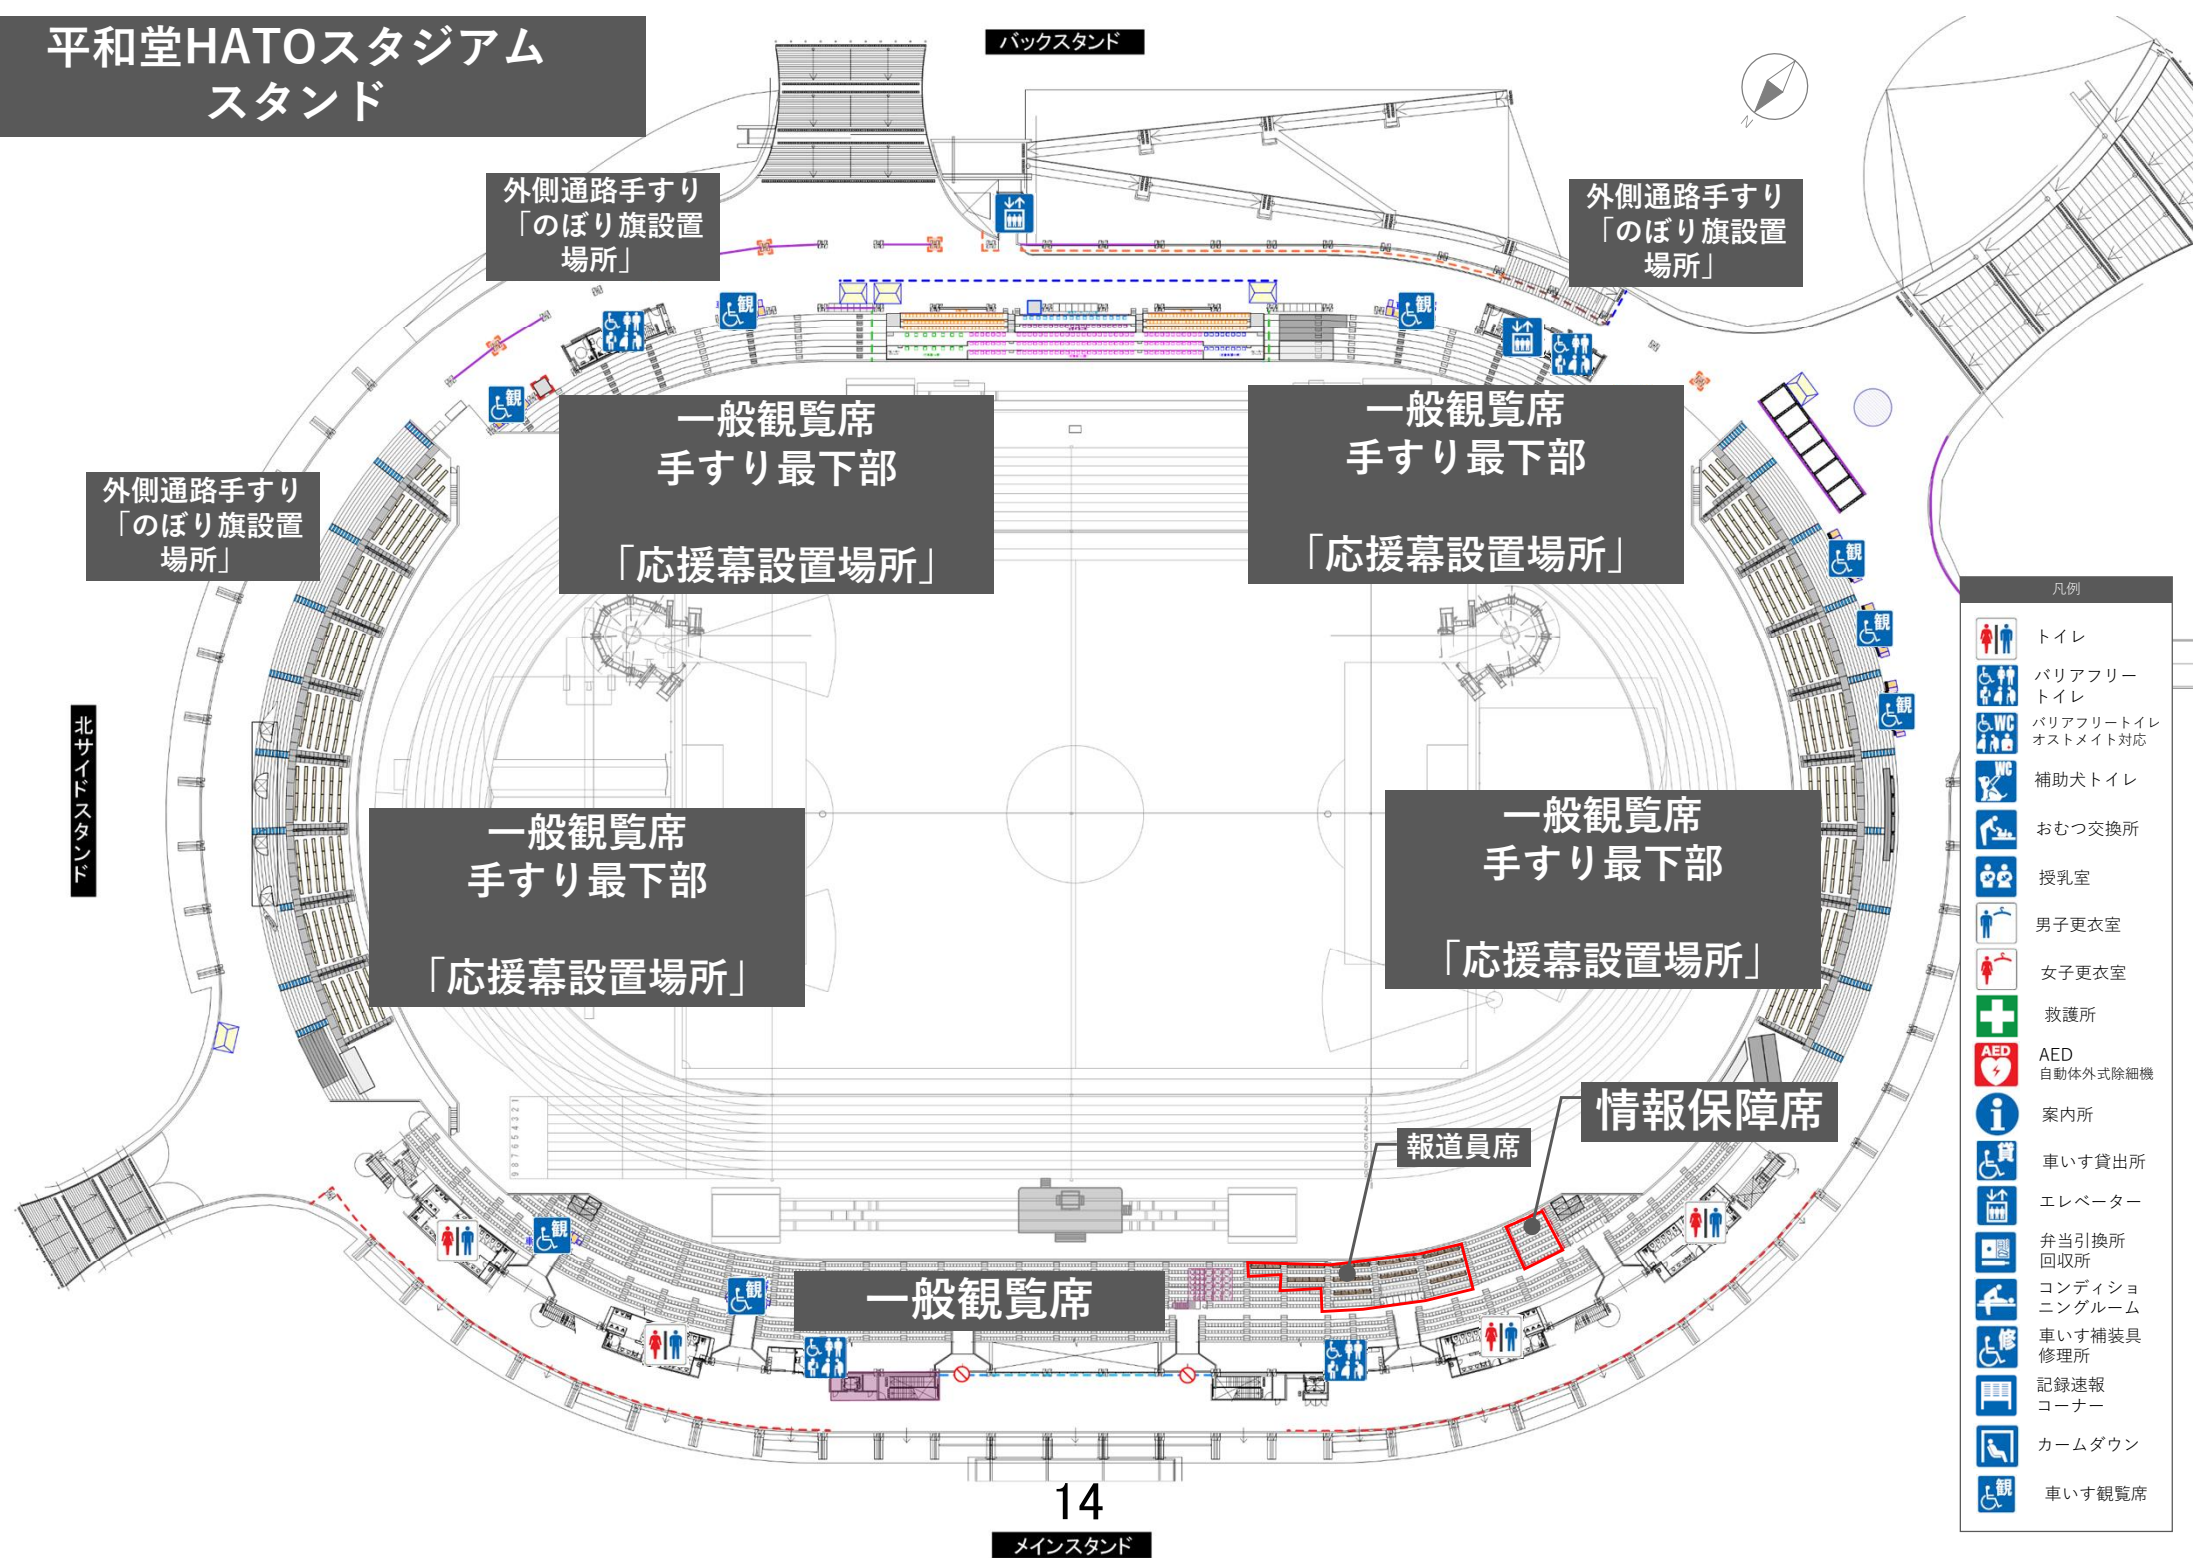 平和堂HATOスタジアム
スタンド
バックスタンド
N
外側通路手すり
「のぼり旗設置
場所」
外側通路手すり
「のぼり旗設置
場所」
外側通路手すり
「のぼり旗設置
場所」
観
観
観
観
観
観
一般観覧席
手すり最下部
「応援幕設置場所」
一般観覧席
手すり最下部
「応援幕設置場所」
北サイドスタンド
一般観覧席
手すり最下部
「応援幕設置場所」
一般観覧席
手すり最下部
「応援幕設置場所」
情報保障席
報道員席
観
観
一般観覧席
14
メインスタンド
凡例
トイレ
バリアフリー
トイレ
WC
バリアフリートイレ
オストメイト対応
WC
補助犬トイレ
おむつ交換所
授乳室
男子更衣室
女子更衣室
救護所
AED
AED
自動体外式除細機
i
案内所
貸
車いす貸出所
エレベーター
弁当引換所
回収所
コンディショ
ニングルーム
修
車いす補装具
修理所
記録速報
コーナー
カームダウン
観
車いす観覧席